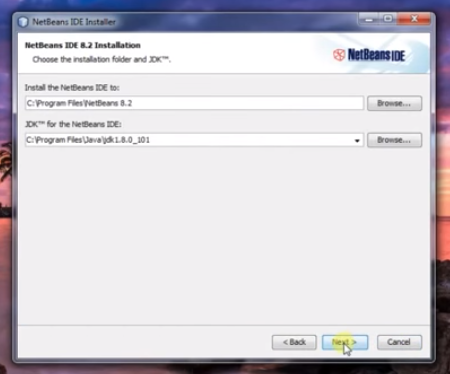 NetBeans IDE Installer
NetBeans IDE 8.2 Installation
Choose the installation folder and JDK™.
NetBeans IDE
Install the NetBeans IDE to:
C:\Program Files\NetBeans 8.2
Browse...
JDK™ for the NetBeans IDE:
C:\Program Files\Java\jdk1.8.0_101
Browse...
< Back
Next >
Cancel